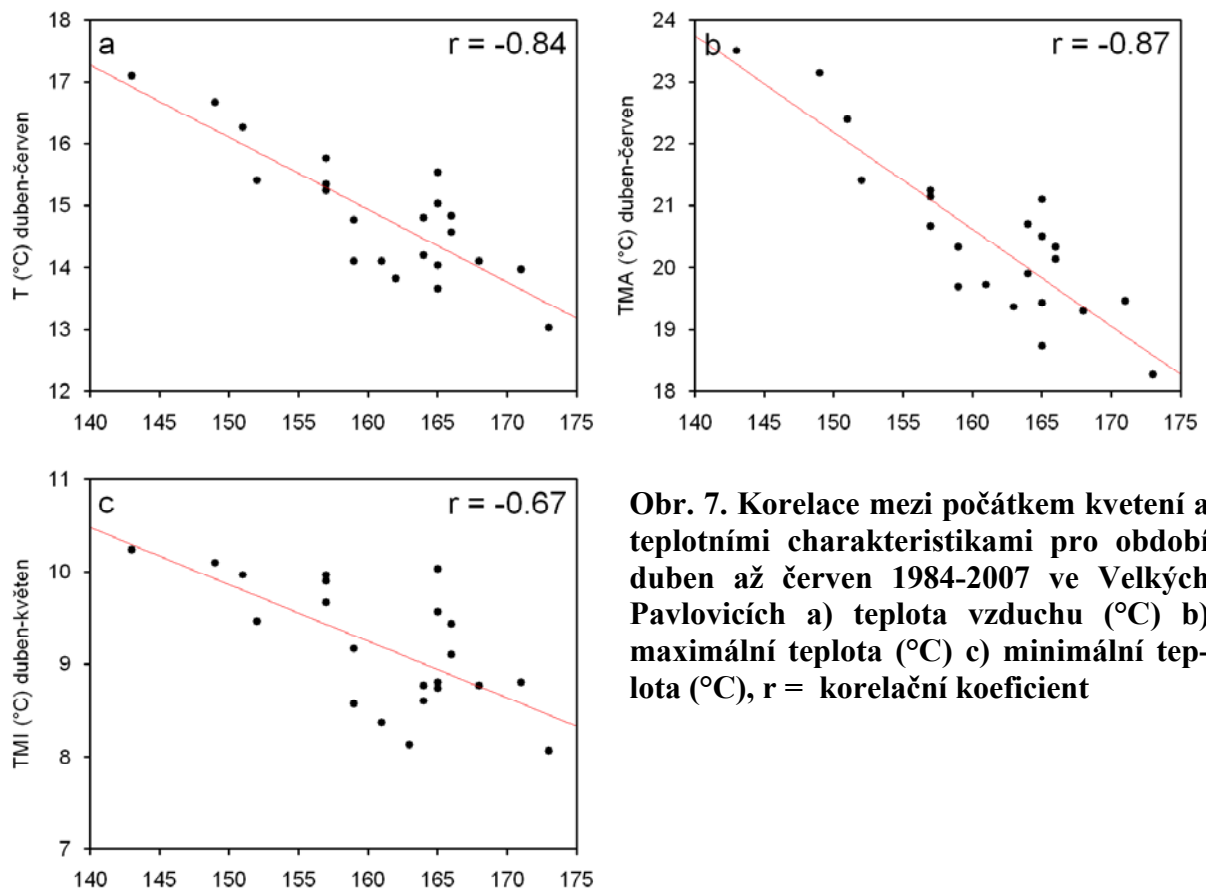 a
r = -0.84
T (°C) duben-červen
18
17
16
15
14
13
12
140 145 150 155 160 165 170 175
b
r = -0.87
TMA (°C) duben-červen
24
23
22
21
20
19
18
140 145 150 155 160 165 170 175
c
r = -0.67
TMI (°C) duben-květen
11
10
9
8
7
140 145 150 155 160 165 170 175
Obr. 7. Korelace mezi počátkem kvetení a
teplotními charakteristikami pro období
duben až červen 1984-2007 ve Velkých
Pavlovicích a) teplota vzduchu (°C) b)
maximální teplota (°C) c) minimální tep-
lota (°C), r = korelační koeficient